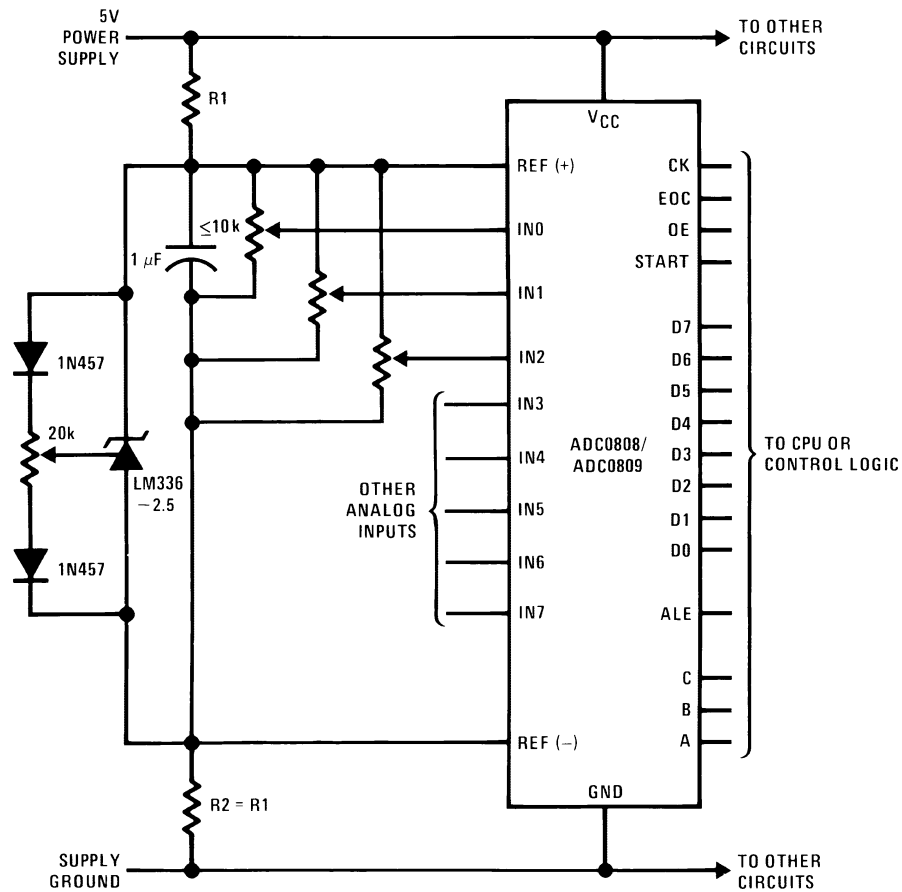 5V
POWER
SUPPLY
TO OTHER
CIRCUITS
R1
VCC
REF (+)
CK
EOC
≤10k
IN0
OE
1 μF
START
IN1
D7
1N457
IN2
D6
D5
IN3
20k
D4
ADC0808/
ADC0809
D3
TO CPU OR
CONTROL LOGIC
IN4
LM336
−2.5
D2
OTHER
ANALOG
INPUTS
IN5
D1
D0
1N457
IN6
IN7
ALE
C
B
REF (−)
A
R2 = R1
GND
SUPPLY
GROUND
TO OTHER
CIRCUITS